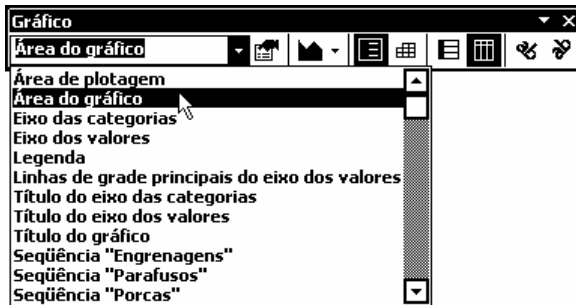 Gráfico
Área do gráfico
Área de plotagem
Área do gráfico
Eixo das categorias
Eixo dos valores
Legenda
Linhas de grade principais do eixo dos valores
Título do eixo das categorias
Título do eixo dos valores
Título do gráfico
Seqüência "Engrenagens"
Seqüência "Parafusos"
Seqüência "Porcas"